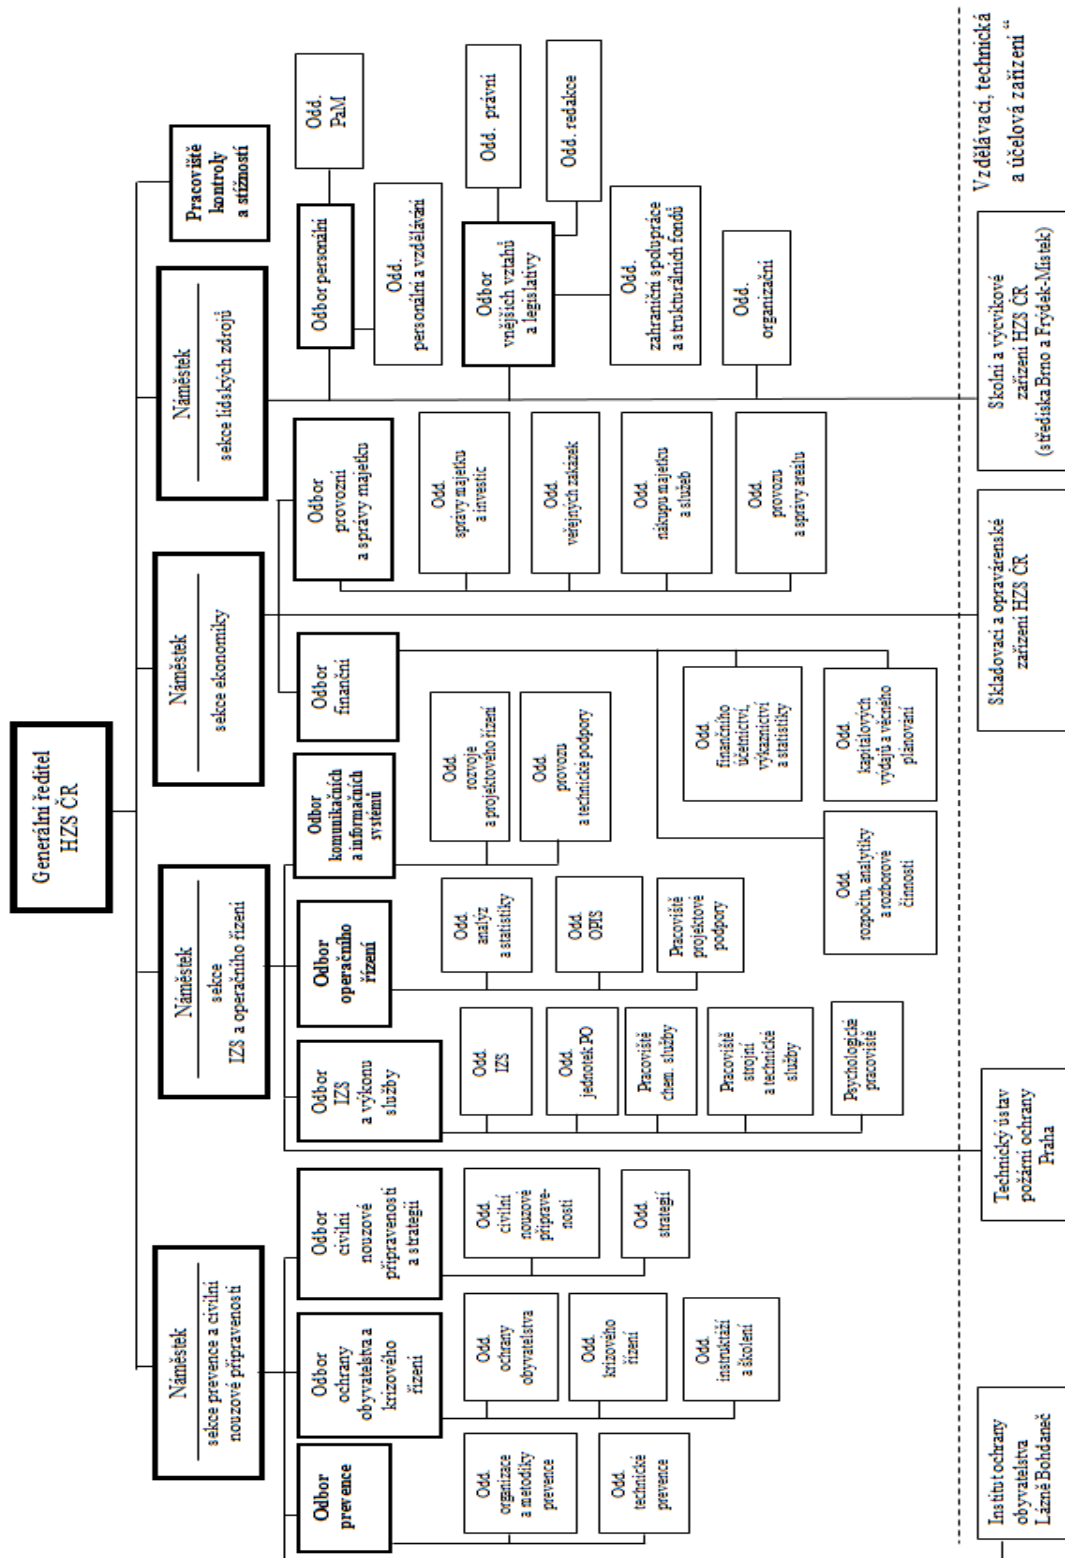 Generální ředitel
HZS ČR
Náměstek
sekce prevence a civilní
nouzové připravenosti
Náměstek
sekce
IZS a operačního řízení
Náměstek
sekce ekonomiky
Náměstek
sekce lidských zdrojů
Pracoviště
kontroly
a stížností
Odbor
prevence
Odd.
organizace
a metodiky
prevence
Odd.
technické
prevence
Odbor
ochrany
obyvatelstva a
krizového
řízení
Odd.
ochrany
obyvatelstva
Odd.
krizového
řízení
Odd.
instruktáží
a školení
Odbor
civilní
nouzové
připravenosti
a strategií
Odd.
civilní
nouzové
připrave-
nosti
Odd.
strategií
Odbor
IZS
a výkonu
služby
Odd.
IZS
Odd.
jednotek PO
Pracoviště
chem. služby
Pracoviště
strojní
a technické
služby
Psychologické
pracoviště
Odbor
operačního
řízení
Odd.
analýz
a statistiky
Odd.
OPIS
Pracoviště
projektové
podpory
Odbor
komunikačních
a informačních
systémů
Odd.
rozvoje
a projektového řízení
Odd.
provozu
a technické podpory
Odbor
finanční
Odd.
rozpočtu, analytiky
a rozborové
činnosti
Odd.
finančního
účetnictví,
výkaznictví
a statistiky
Odd.
kapitálových
výdajů a věcného
plánování
Odbor
provozní
a správy majetku
Odd.
správy majetku
a investic
Odd.
veřejných zakázek
Odd.
nákupu majetku
a služeb
Odd.
provozu
a správy areálu
Odbor personální
Odd.
PaM
Odd.
personální a vzdělávání
Odbor
vnějších vztahů
a legislativy
Odd. právní
Odd. redakce
Odd.
zahraniční spolupráce
a strukturálních fondů
Odd.
organizační
Institut ochrany
obyvatelstva
Lázně Bohdaneč
Technický ústav
požární ochrany
Praha
Skladovací a opravárenské
zařízení HZS ČR
Školní a výcvikové
zařízení HZS ČR
(střediska Brno a Frýdek-Místek)
Vzdělávací, technická
a účelová zařízení “